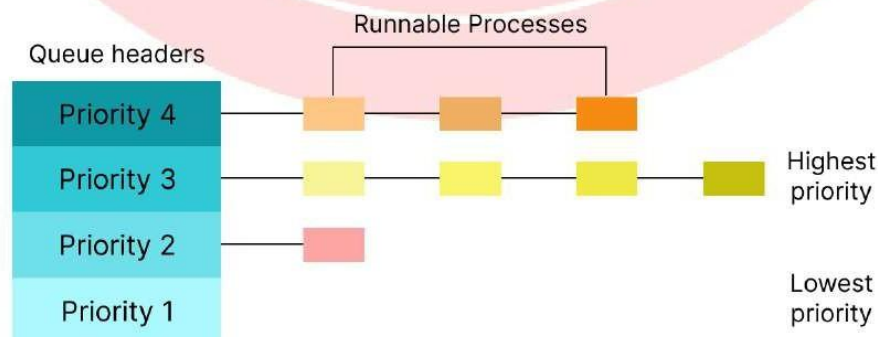 Runnable Processes
Queue headers
Priority 4
Priority 3
Highest
priority
Priority 2
Priority 1
Lowest
priority